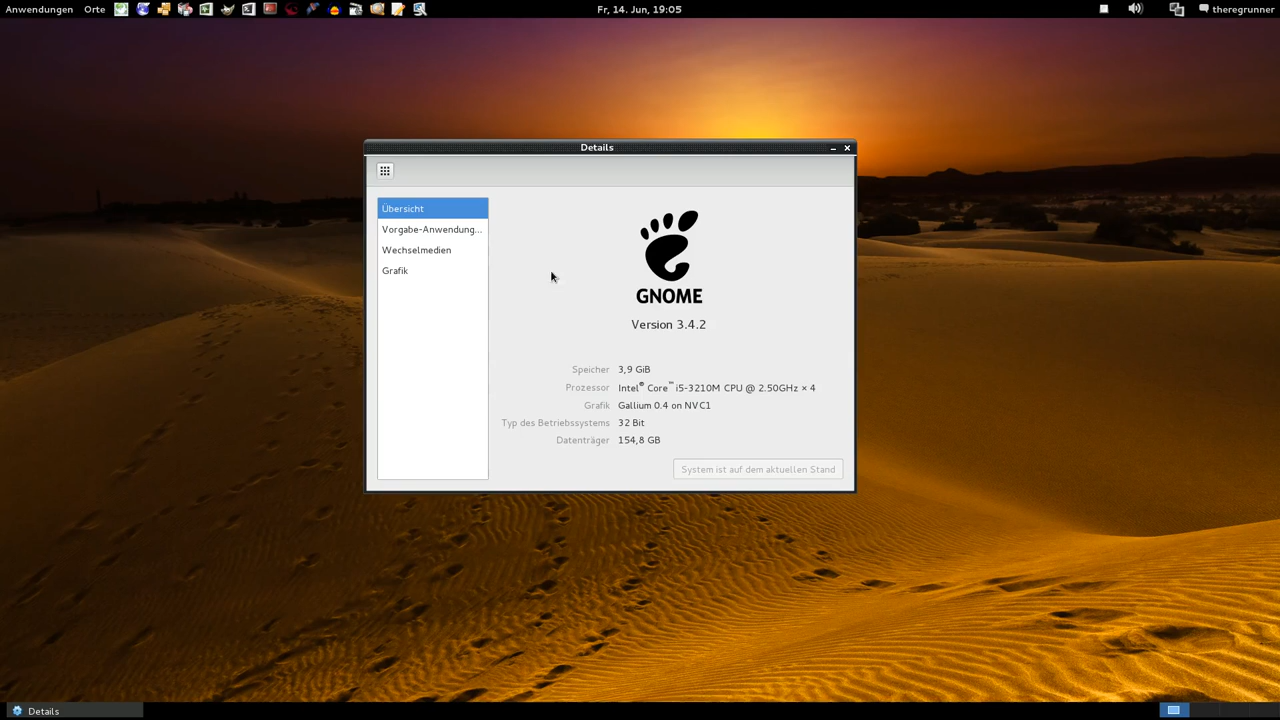 Anwendungen Orte Fr, 14. Jun, 19:05 theregrunner
Details
Übersicht
Vorgabe-Anwendung...
Wechselmedien
Grafik
GNOME
Version 3.4.2
Speicher 3,9 GiB
Prozessor Intel® Core™ i5-3210M CPU @ 2.50GHz × 4
Grafik Gallium 0.4 on NVC1
Typ des Betriebssystems 32 Bit
Datenträger 154,8 GB
System ist auf dem aktuellen Stand
Details